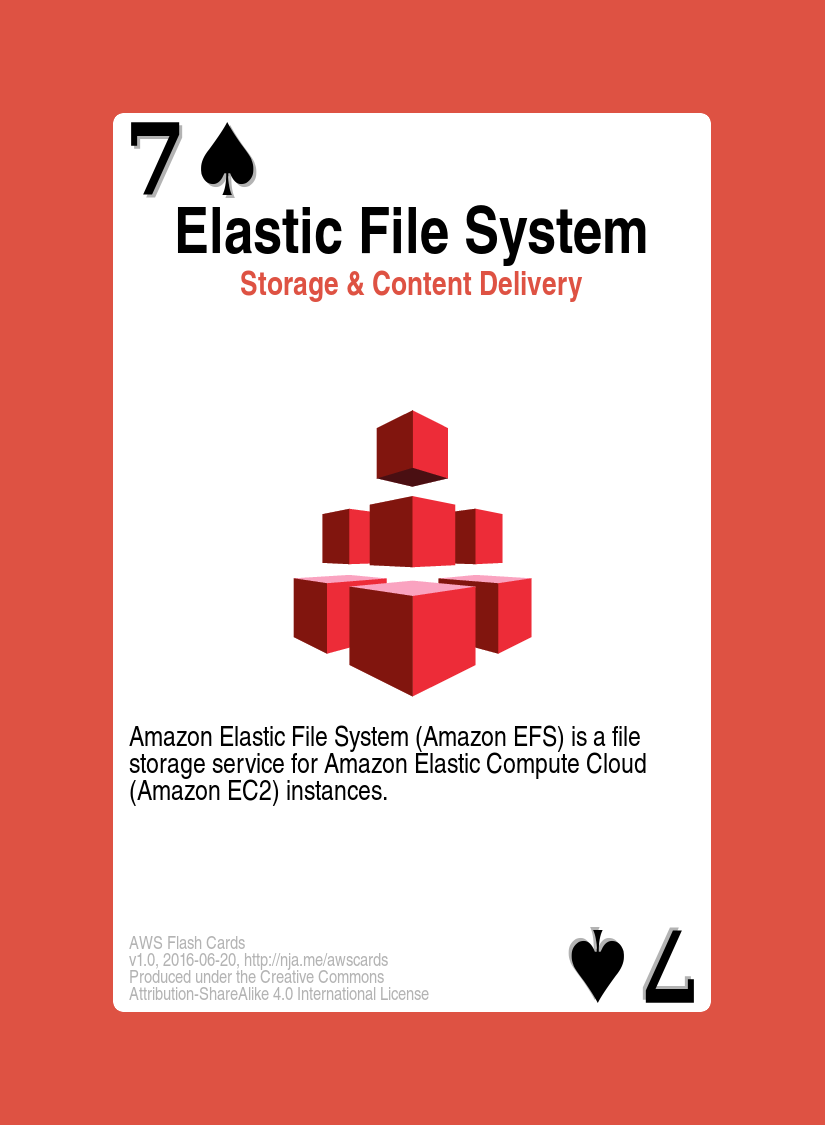 7
Elastic File System
Storage & Content Delivery
Amazon Elastic File System (Amazon EFS) is a file
storage service for Amazon Elastic Compute Cloud
(Amazon EC2) instances.
AWS Flash Cards
v1.0, 2016-06-20, http://nja.me/awscards
Produced under the Creative Commons
Attribution-ShareAlike 4.0 International License
7